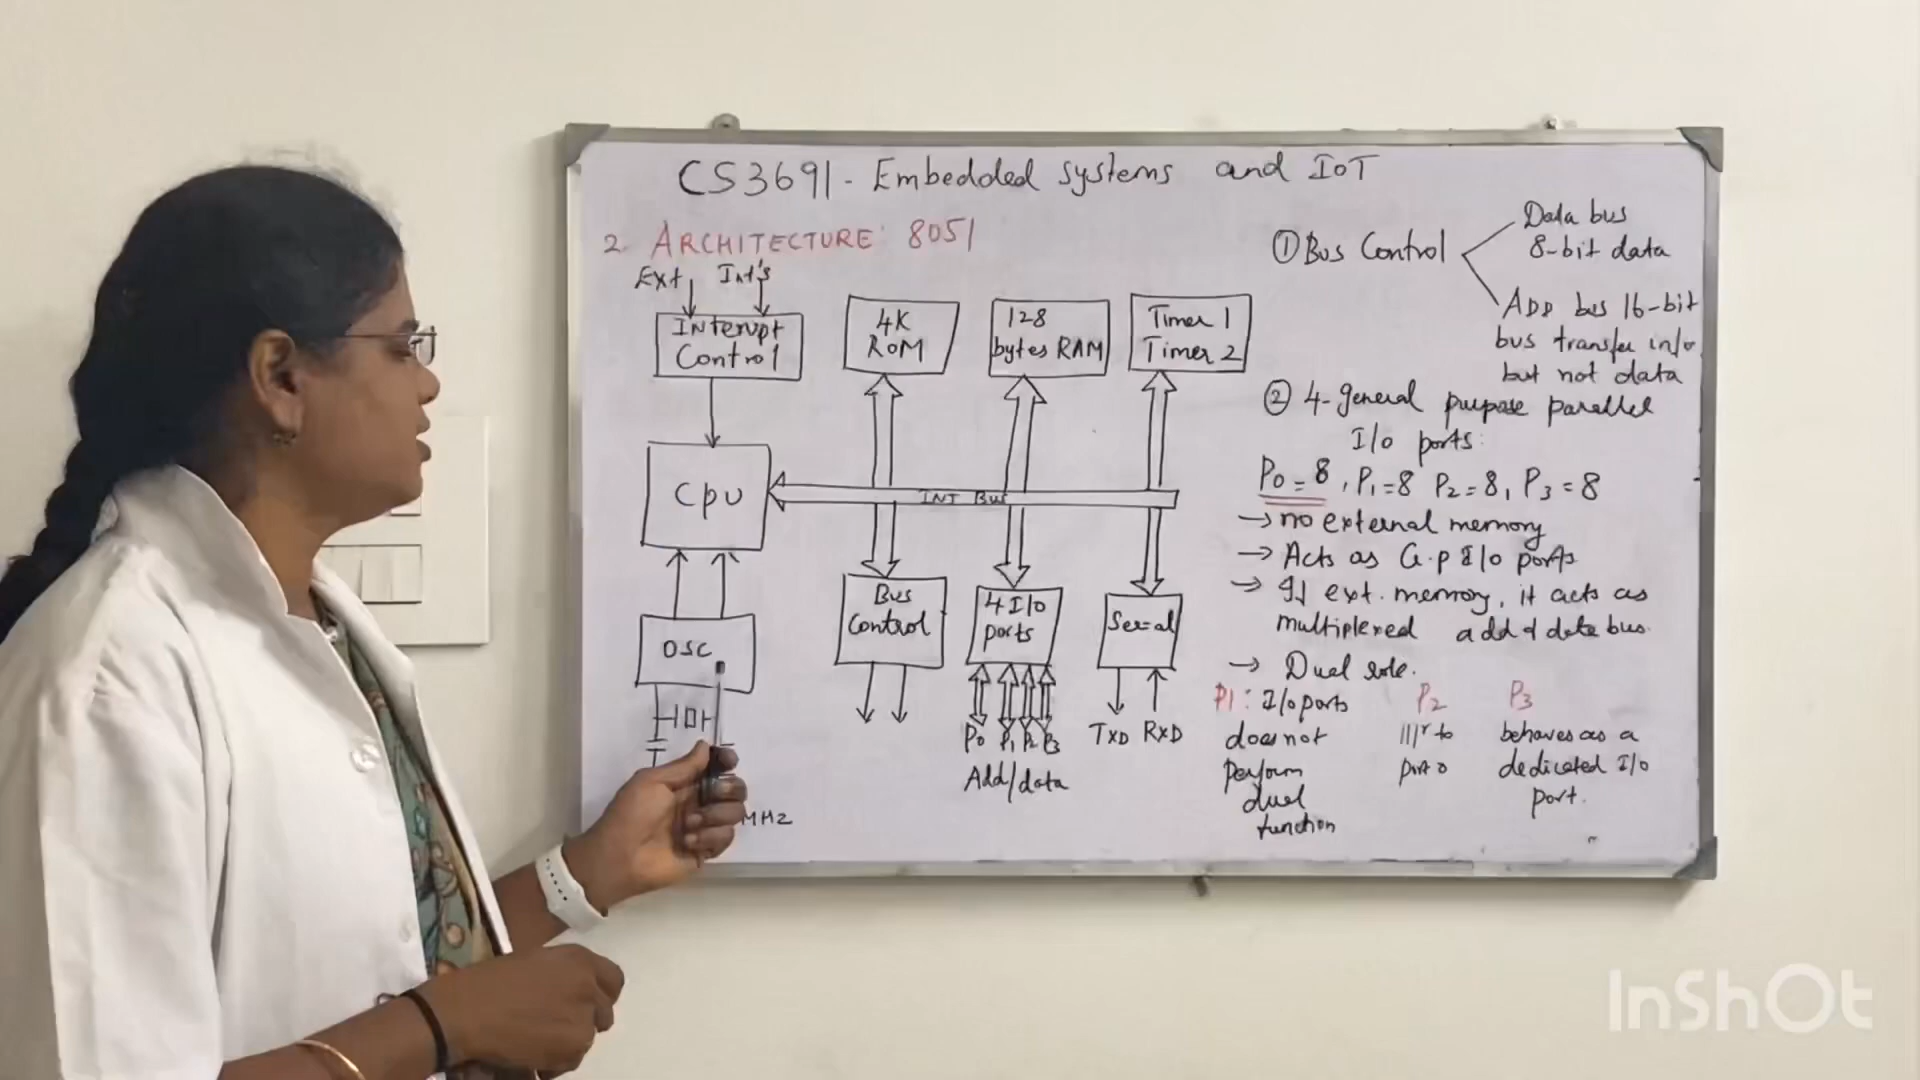 CS3691 - Embedded systems and IoT
2. ARCHITECTURE: 8051
Ext Int's
Interupt
Control
4K
ROM
128
bytes RAM
Timer 1
Timer 2
CPU
INT Bus
OSC
Bus
Control
4 I/O
ports
Serial
P0 P1 P2 P3
Add/data
TXD RXD
MHZ
① Bus Control
Data bus
8-bit data
ADD bus 16-bit
bus transfer info
but not data
② 4-general purpose parallel
I/o ports:
P0 = 8, P1 = 8 P2 = 8, P3 = 8
→ no external memory
→ Acts as G.p I/o ports
→ If ext. memory, it acts as
multiplexed add & data bus.
→ Dual role.
P1: I/o ports
does not
perform
dual
function
P2
|||r to
port 0
P3
behaves as a
dedicated I/o
port.
InShOt